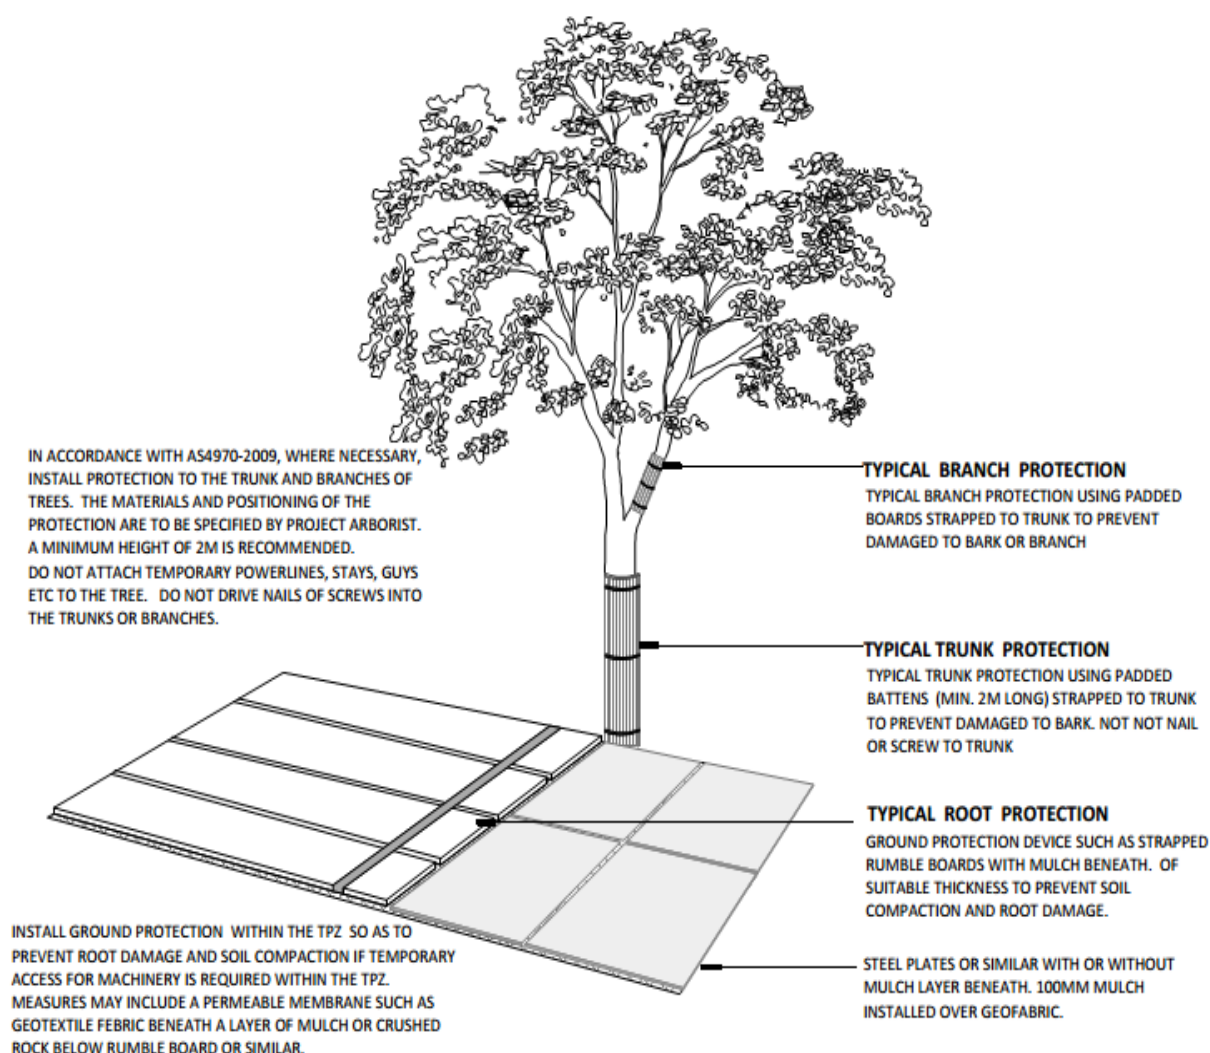 IN ACCORDANCE WITH AS4970-2009, WHERE NECESSARY,
INSTALL PROTECTION TO THE TRUNK AND BRANCHES OF
TREES. THE MATERIALS AND POSITIONING OF THE
PROTECTION ARE TO BE SPECIFIED BY PROJECT ARBORIST.
A MINIMUM HEIGHT OF 2M IS RECOMMENDED.
DO NOT ATTACH TEMPORARY POWERLINES, STAYS, GUYS
ETC TO THE TREE. DO NOT DRIVE NAILS OF SCREWS INTO
THE TRUNKS OR BRANCHES.
TYPICAL BRANCH PROTECTION
TYPICAL BRANCH PROTECTION USING PADDED
BOARDS STRAPPED TO TRUNK TO PREVENT
DAMAGED TO BARK OR BRANCH
TYPICAL TRUNK PROTECTION
TYPICAL TRUNK PROTECTION USING PADDED
BATTENS (MIN. 2M LONG) STRAPPED TO TRUNK
TO PREVENT DAMAGED TO BARK. NOT NOT NAIL
OR SCREW TO TRUNK
TYPICAL ROOT PROTECTION
GROUND PROTECTION DEVICE SUCH AS STRAPPED
RUMBLE BOARDS WITH MULCH BENEATH. OF
SUITABLE THICKNESS TO PREVENT SOIL
COMPACTION AND ROOT DAMAGE.
STEEL PLATES OR SIMILAR WITH OR WITHOUT
MULCH LAYER BENEATH. 100MM MULCH
INSTALLED OVER GEOFABRIC.
INSTALL GROUND PROTECTION WITHIN THE TPZ SO AS TO
PREVENT ROOT DAMAGE AND SOIL COMPACTION IF TEMPORARY
ACCESS FOR MACHINERY IS REQUIRED WITHIN THE TPZ.
MEASURES MAY INCLUDE A PERMEABLE MEMBRANE SUCH AS
GEOTEXTILE FEBRIC BENEATH A LAYER OF MULCH OR CRUSHED
ROCK BELOW RUMBLE BOARD OR SIMILAR.